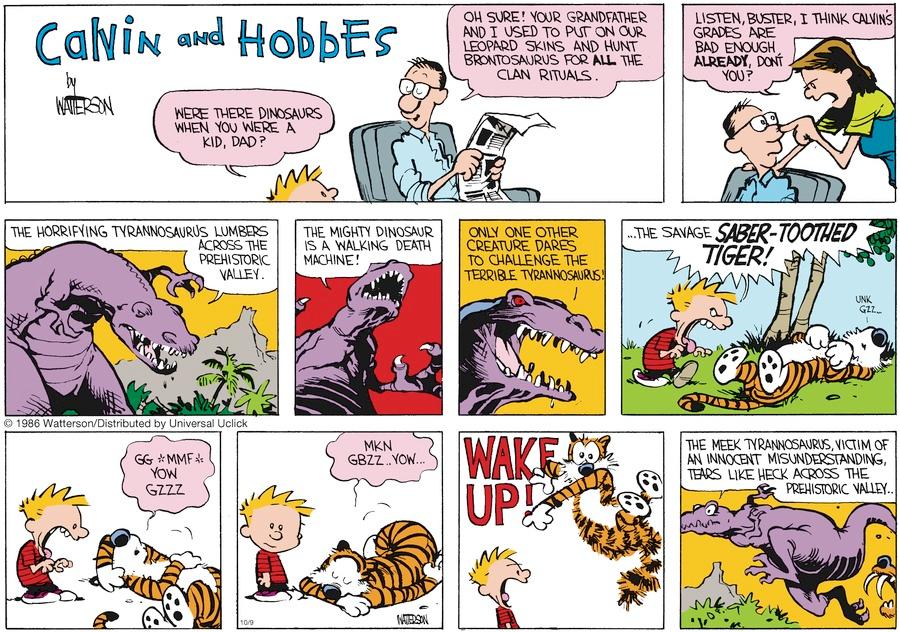 Calvin and Hobbes
by
WATTERSON
WERE THERE DINOSAURS
WHEN YOU WERE A
KID, DAD?
OH SURE! YOUR GRANDFATHER
AND I USED TO PUT ON OUR
LEOPARD SKINS AND HUNT
BRONTOSAURUS FOR ALL THE
CLAN RITUALS.
LISTEN, BUSTER, I THINK CALVIN'S
GRADES ARE
BAD ENOUGH
ALREADY, DON'T
YOU?
THE HORRIFYING TYRANNOSAURUS LUMBERS
ACROSS THE
PREHISTORIC
VALLEY.
THE MIGHTY DINOSAUR
IS A WALKING DEATH
MACHINE!
ONLY ONE OTHER
CREATURE DARES
TO CHALLENGE THE
TERRIBLE TYRANNOSAURUS!
...THE SAVAGE SABER-TOOTHED
TIGER!
UNK
GZZ...
© 1986 Watterson/Distributed by Universal Uclick
GG *MMF*
YOW
GZZZ
MKN
GBZZ..YOW...
10/9
WATTERSON
WAKE
UP!
THE MEEK TYRANNOSAURUS, VICTIM OF
AN INNOCENT MISUNDERSTANDING,
TEARS LIKE HECK ACROSS THE
PREHISTORIC VALLEY..